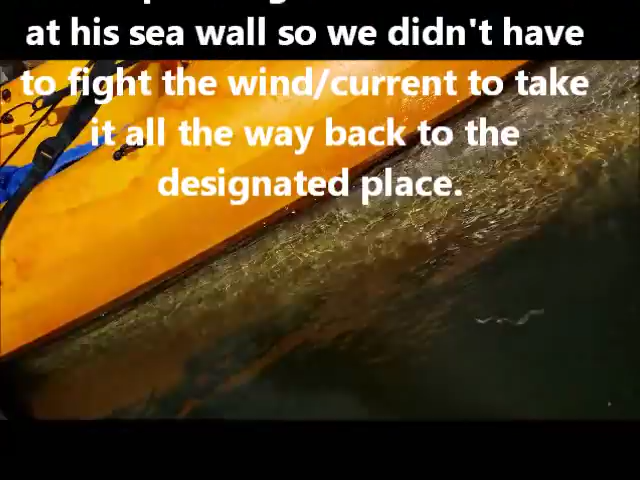 at his sea wall so we didn't have
to fight the wind/current to take
it all the way back to the
designated place.